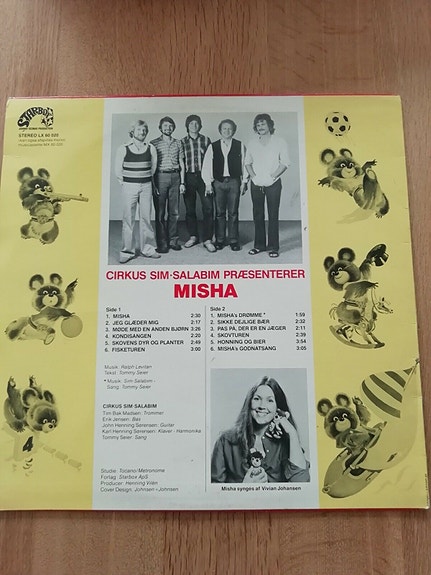 STARBOX
STEREO LX 80 020
CIRKUS SIM-SALABIM PRÆSENTERER
MISHA
Side 1
1. MISHA 2:30
2. JEG GLÆDER MIG 2:17
3. MØDE MED EN ANDEN BJØRN 3:28
4. KONDISANGEN 2:20
5. SKOVENS DYR OG PLANTER 2:49
6. FISKETUREN 3:00
Side 2
1. MISHA's DRØMME * 1:59
2. SIKKE DEJLIGE BÆR 2:32
3. PAS PÅ, DER ER EN JÆGER 2:11
4. SKOVTUREN 2:39
5. HONNING OG BIER 3:54
6. MISHA's GODNATSANG 3:05
Musik: Ralph Levitan
Tekst: Tommy Seier
* Musik: Sim Salabim -
Sang: Tommy Seier
CIRKUS SIM SALABIM
Tim Bak Madsen: Trommer
Erik Jensen: Bas
John Henning Sørensen: Guitar
Karl Henning Sørensen: Klaver - Harmonika
Tommy Seier: Sang
Studie: Tocano/Metronome
Forlag: Starbox ApS
Producer: Henning Vilén
Cover Design: Johnsen+Johnsen
Misha synges af Vivian Johansen